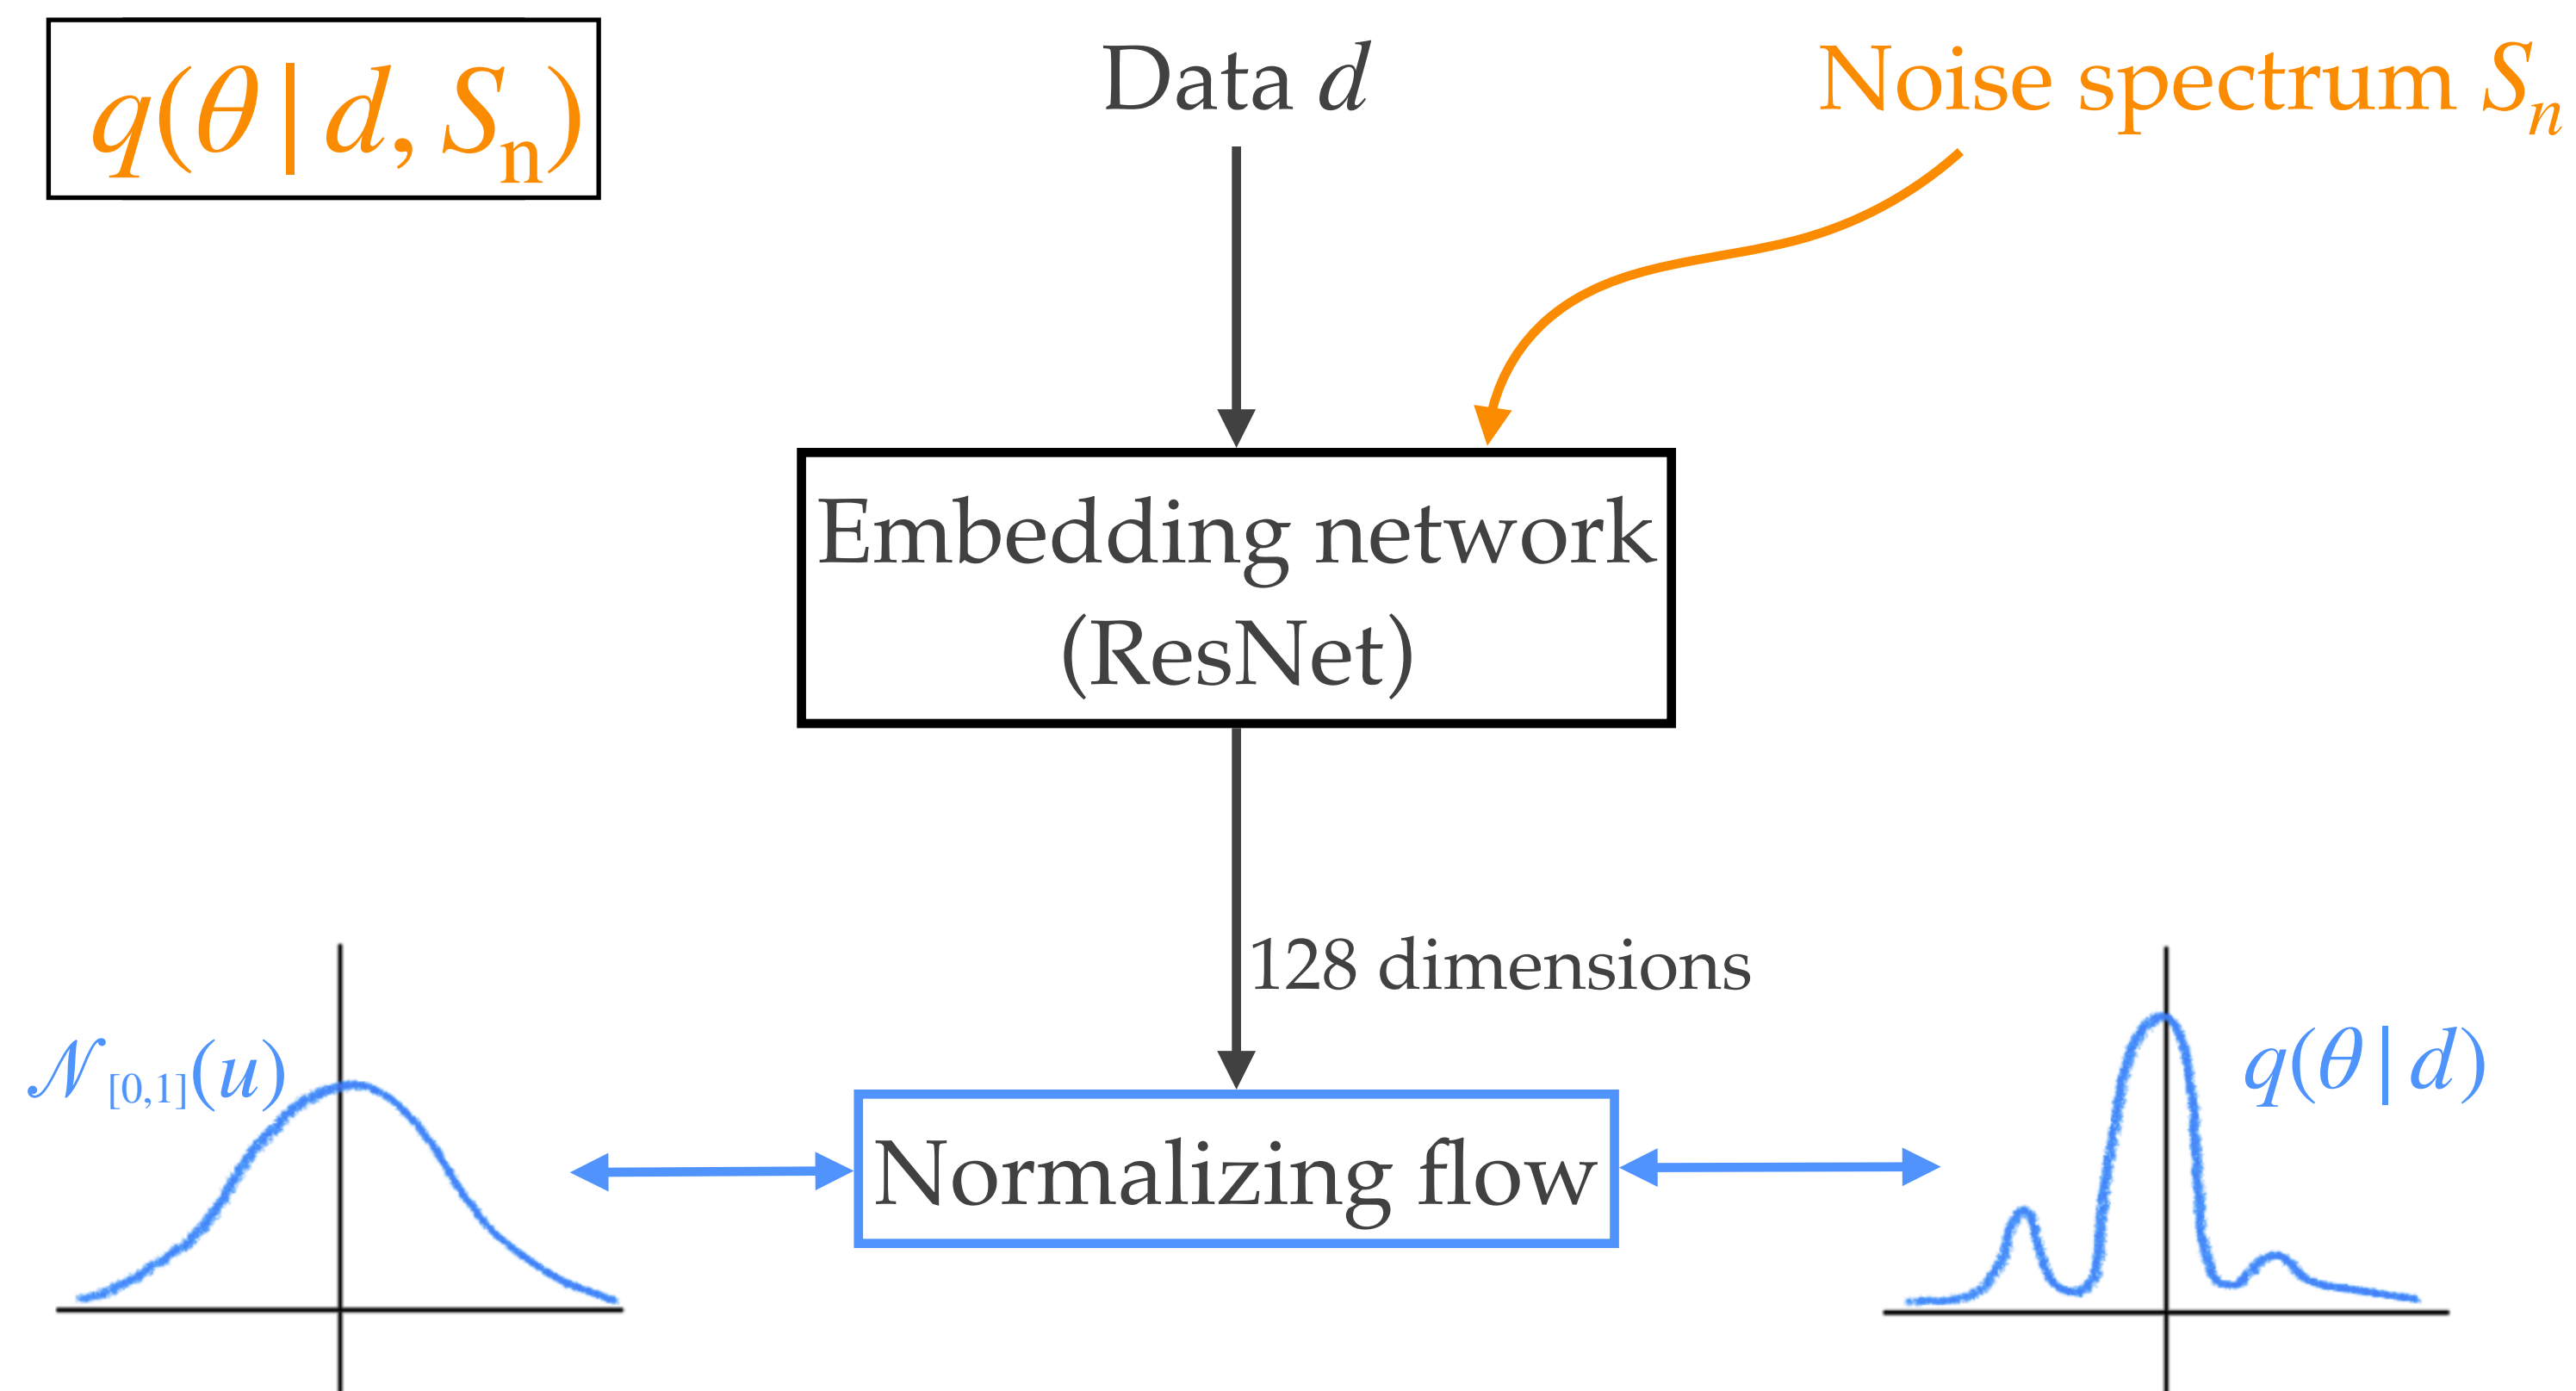 q(θ | d, Sₙ)
Data d
Noise spectrum Sₙ
Embedding network
(ResNet)
128 dimensions
𝒩[0,1](u)
q(θ | d)
Normalizing flow